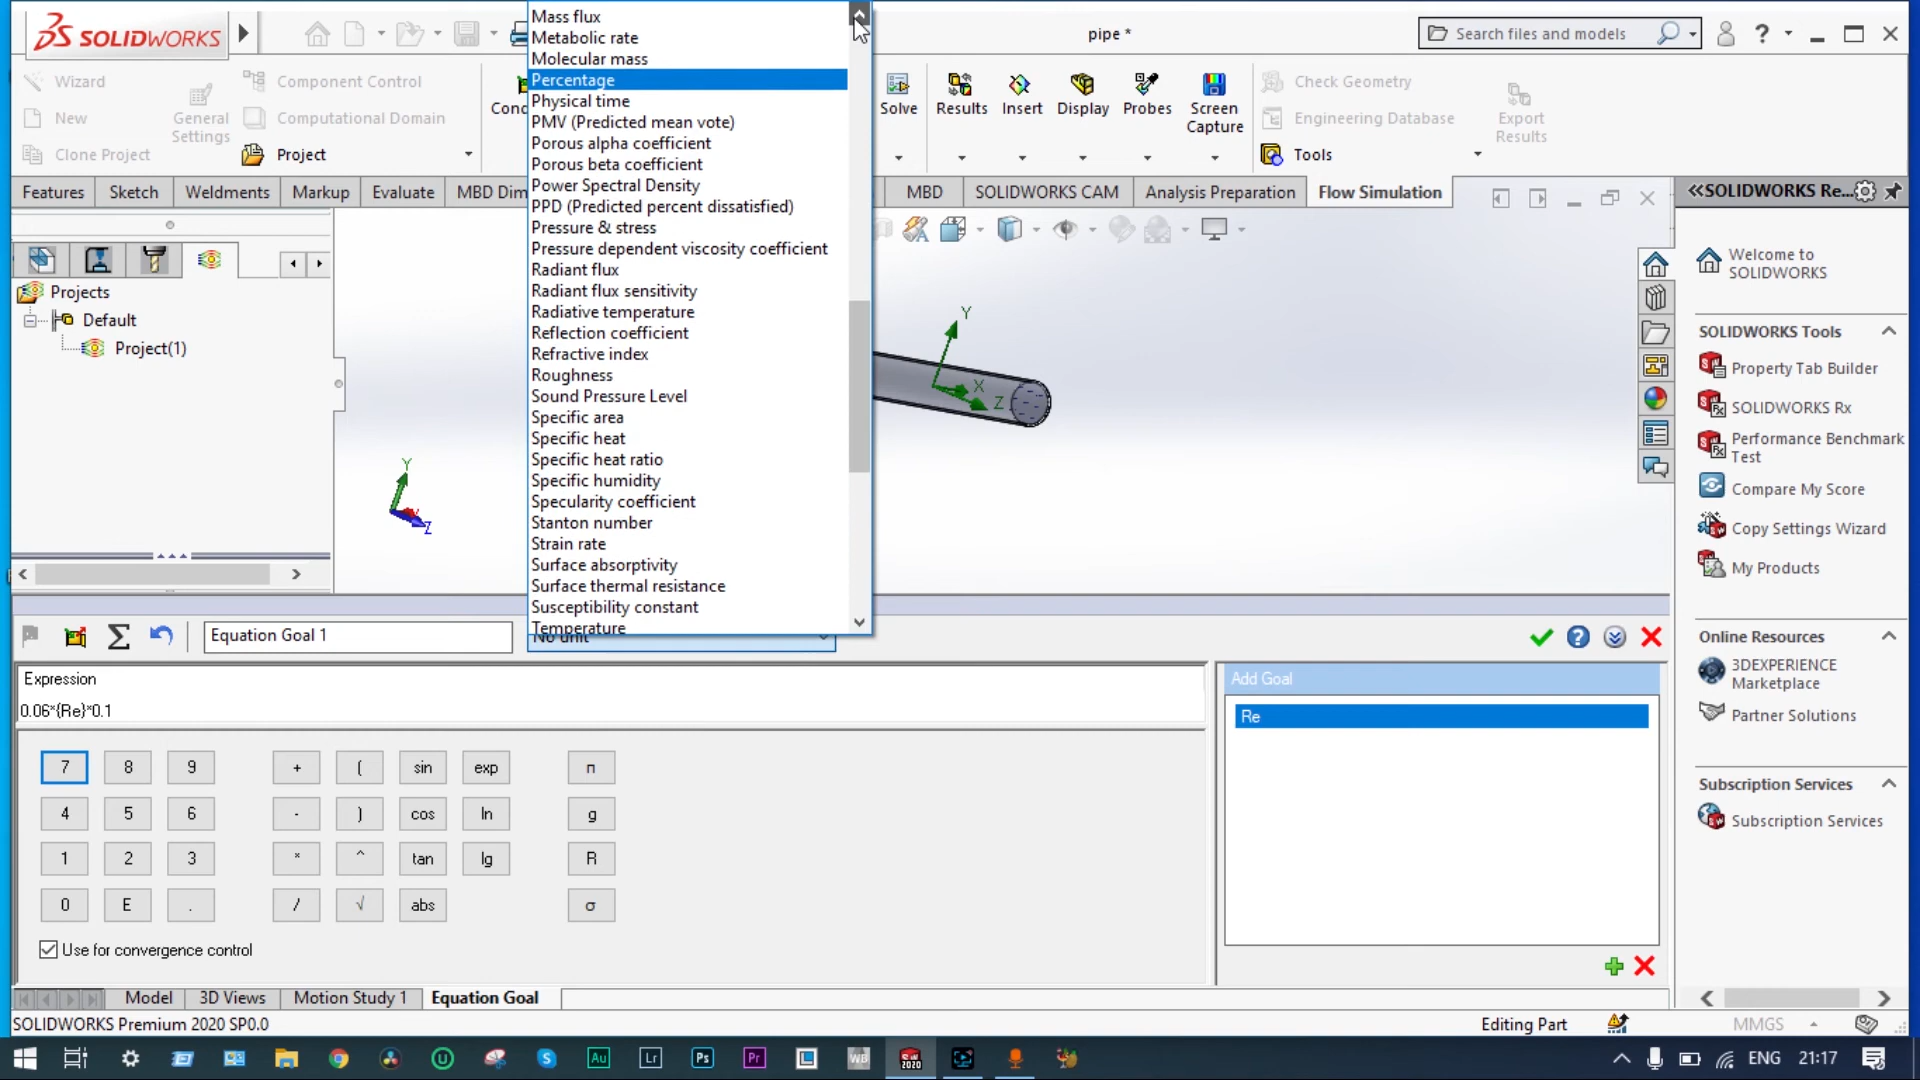 SOLIDWORKS
pipe *
Search files and models
Wizard
New
Clone Project
General
Settings
Component Control
Computational Domain
Project
Conc
Solve
Results
Insert
Display
Probes
Screen
Capture
Check Geometry
Engineering Database
Tools
Export
Results
Features
Sketch
Weldments
Markup
Evaluate
MBD Dim
MBD
SOLIDWORKS CAM
Analysis Preparation
Flow Simulation
Mass flux
Metabolic rate
Molecular mass
Percentage
Physical time
PMV (Predicted mean vote)
Porous alpha coefficient
Porous beta coefficient
Power Spectral Density
PPD (Predicted percent dissatisfied)
Pressure & stress
Pressure dependent viscosity coefficient
Radiant flux
Radiant flux sensitivity
Radiative temperature
Reflection coefficient
Refractive index
Roughness
Sound Pressure Level
Specific area
Specific heat
Specific heat ratio
Specific humidity
Specularity coefficient
Stanton number
Strain rate
Surface absorptivity
Surface thermal resistance
Susceptibility constant
Temperature
No unit
Projects
Default
Project(1)
Y
X
Z
Y
Z
«SOLIDWORKS Re...
Welcome to
SOLIDWORKS
SOLIDWORKS Tools
Property Tab Builder
SOLIDWORKS Rx
Performance Benchmark
Test
Compare My Score
Copy Settings Wizard
My Products
Online Resources
3DEXPERIENCE
Marketplace
Partner Solutions
Subscription Services
Subscription Services
Equation Goal 1
Expression
0.06*{Re}*0.1
Add Goal
Re
7 8 9 + ( sin exp п
4 5 6 - ) cos ln g
1 2 3 * ^ tan lg R
0 E . / √ abs σ
Use for convergence control
Model
3D Views
Motion Study 1
Equation Goal
SOLIDWORKS Premium 2020 SP0.0
Editing Part
MMGS
Au
Lr
Ps
Pr
WB
2020
ENG
21:17